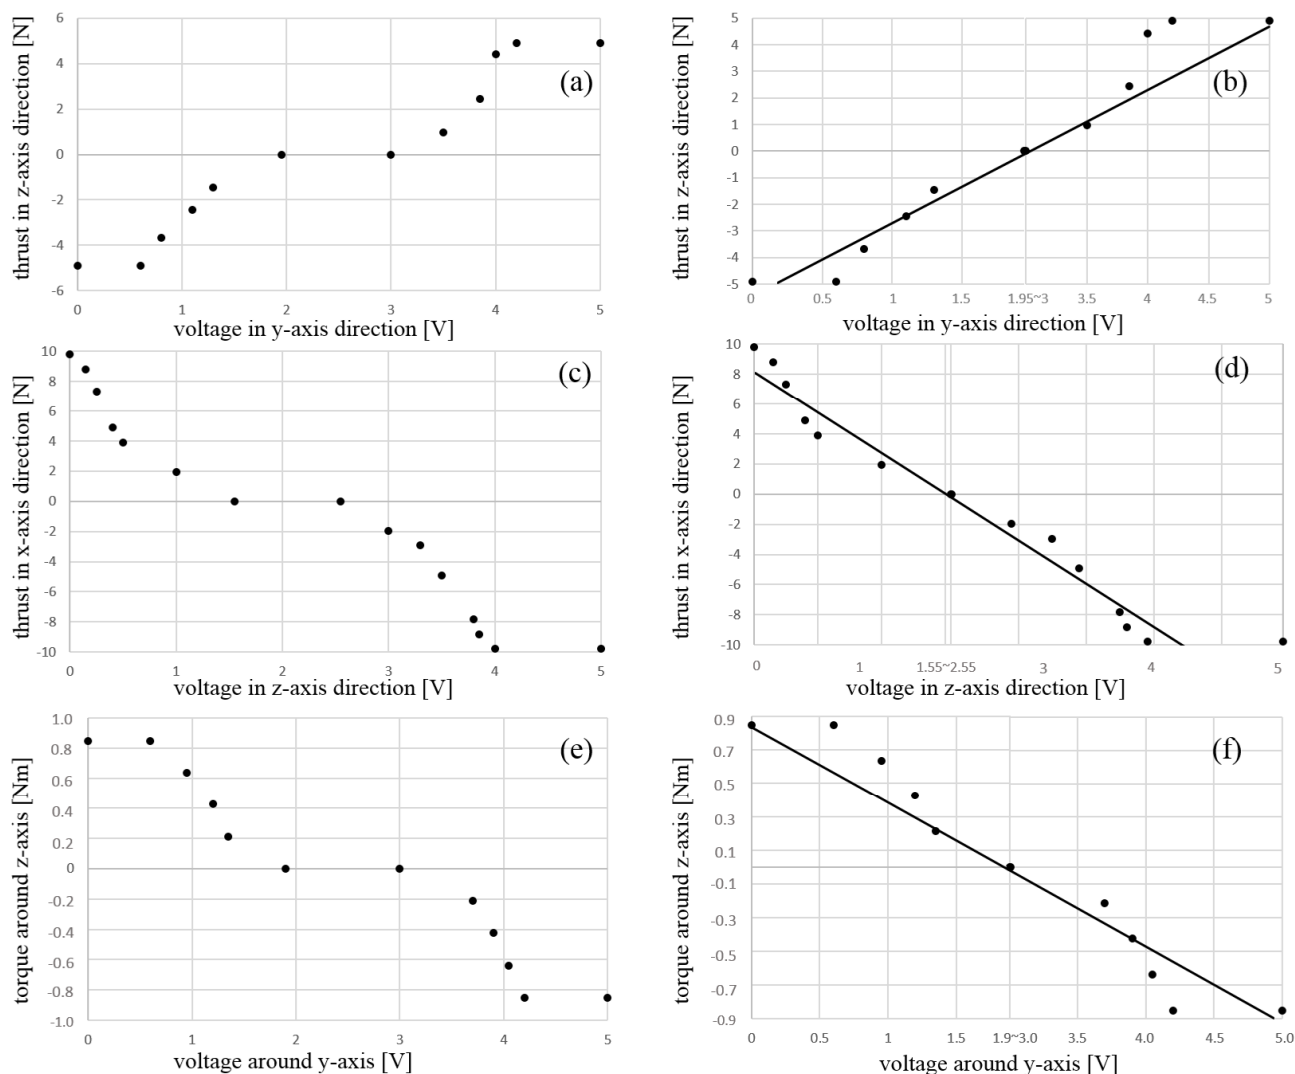 thrust in z-axis direction [N]
6
4
2
0
-2
-4
-6
(a)
0 1 2 3 4 5
voltage in y-axis direction [V]
thrust in z-axis direction [N]
5
4
3
2
1
0
-1
-2
-3
-4
-5
(b)
0 0.5 1 1.5 1.95~3 3.5 4 4.5 5
voltage in y-axis direction [V]
thrust in x-axis direction [N]
10
8
6
4
2
0
-2
-4
-6
-8
-10
(c)
0 1 2 3 4 5
voltage in z-axis direction [V]
thrust in x-axis direction [N]
10
8
6
4
2
0
-2
-4
-6
-8
-10
(d)
0 1 1.55~2.55 3 4 5
voltage in z-axis direction [V]
torque around z-axis [Nm]
1.0
0.8
0.6
0.4
0.2
0
-0.2
-0.4
-0.6
-0.8
-1.0
(e)
0 1 2 3 4 5
voltage around y-axis [V]
torque around z-axis [Nm]
0.9
0.7
0.5
0.3
0.1
-0.1
-0.3
-0.5
-0.7
-0.9
(f)
0 0.5 1 1.5 1.9~3.0 3.5 4.0 4.5 5.0
voltage around y-axis [V]